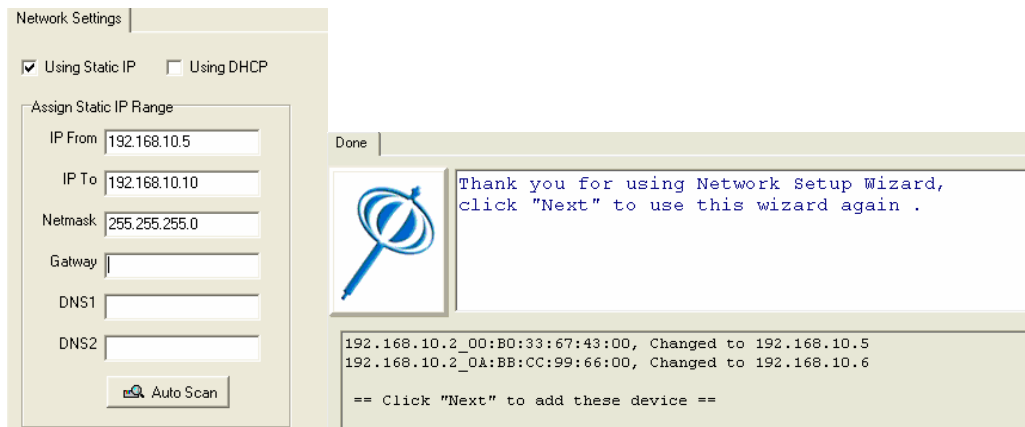 Network Settings
Using Static IP Using DHCP
Assign Static IP Range
IP From 192.168.10.5
IP To 192.168.10.10
Netmask 255.255.255.0
Gatway
DNS1
DNS2
Auto Scan
Done
Thank you for using Network Setup Wizard,
click "Next" to use this wizard again .
192.168.10.2_00:B0:33:67:43:00, Changed to 192.168.10.5
192.168.10.2_0A:BB:CC:99:66:00, Changed to 192.168.10.6
== Click "Next" to add these device ==